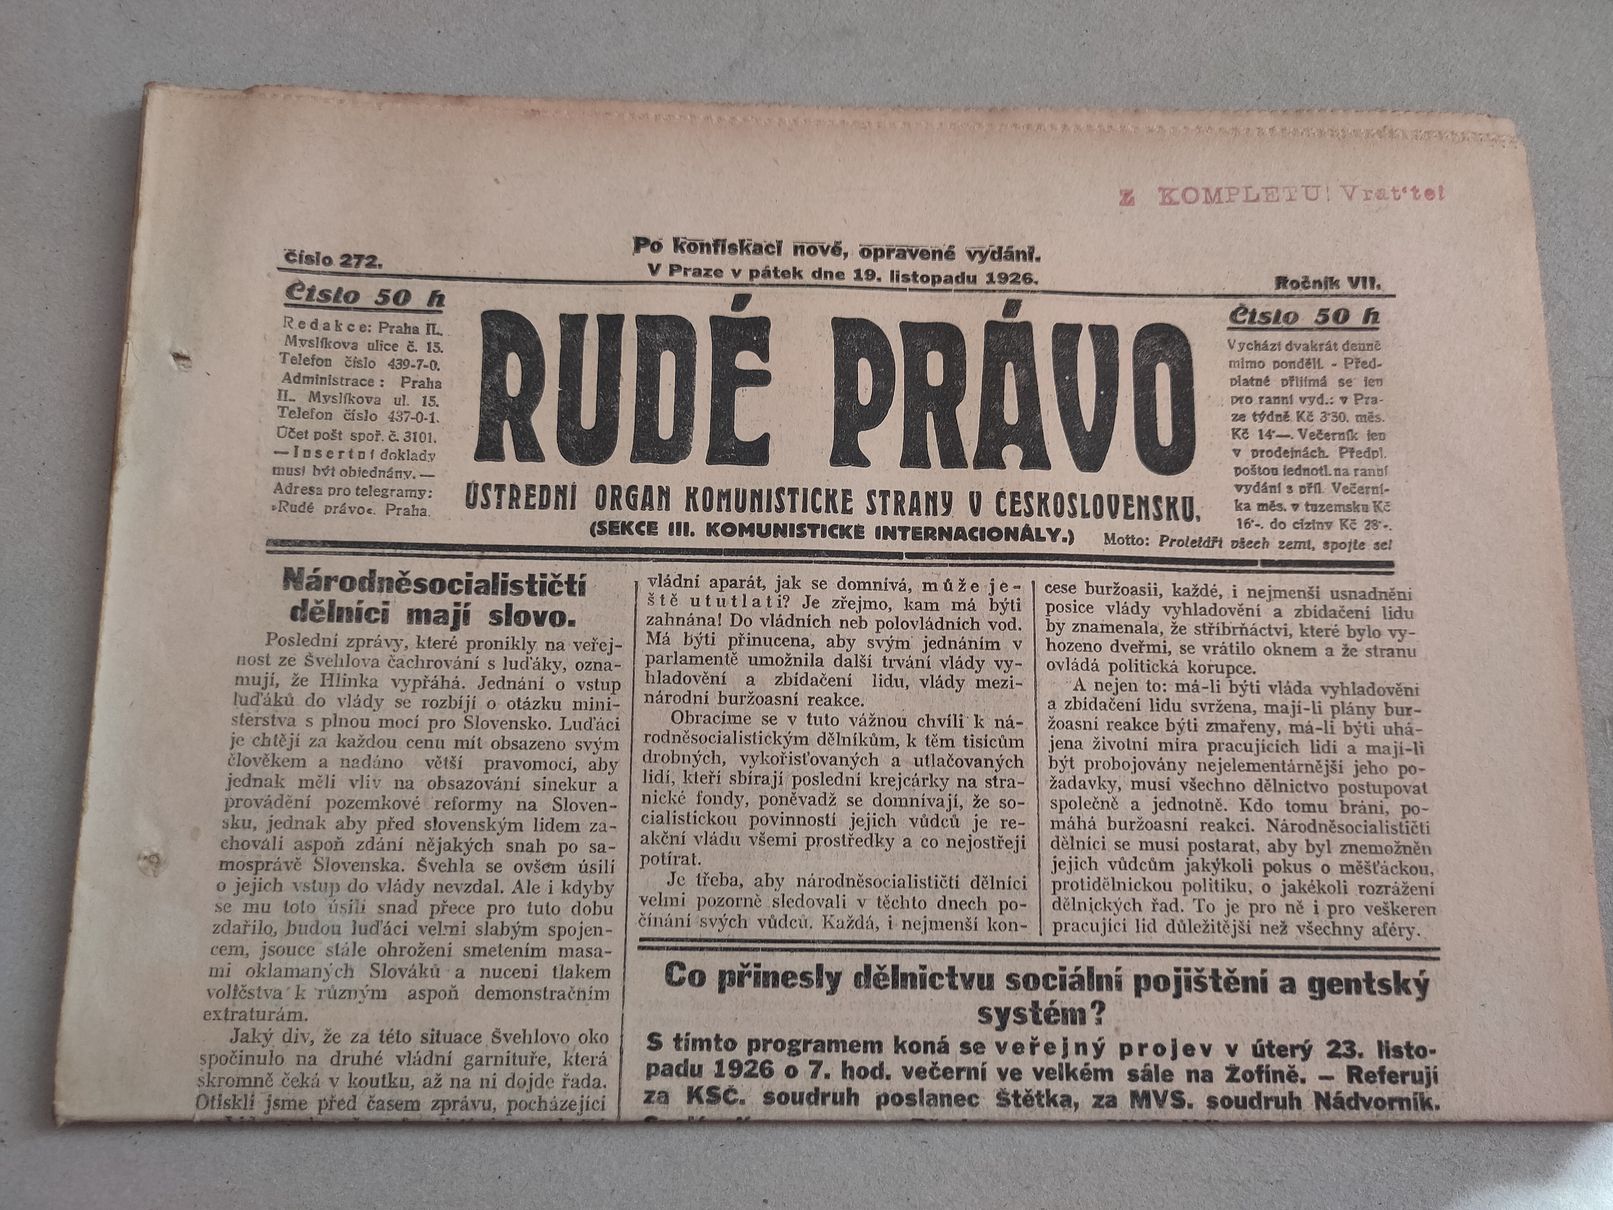 Z KOMPLETU! Vrat'te!
Po konfiskaci nové, opravené vydání.
Číslo 272.
V Praze v pátek dne 19. listopadu 1926.
Ročník VII.
Číslo 50 h
Redakce: Praha II.,
Myslíkova ulice č. 15.
Telefon číslo 439-7-0.
Administrace: Praha
II., Myslíkova ul. 15.
Telefon číslo 437-0-1.
Účet pošt spoř. č. 3101.
— Insertní doklady
musí být objednány. —
Adresa pro telegramy:
»Rudé právo«, Praha.
RUDÉ PRÁVO
ÚSTŘEDNÍ ORGÁN KOMUNISTICKÉ STRANY V ČESKOSLOVENSKU.
(SEKCE III. KOMUNISTICKÉ INTERNACIONÁLY.)
Číslo 50 h
Vychází dvakrát denně
mimo pondělí. - Před-
platné přijímá se jen
pro ranní vyd.: v Pra-
ze týdně Kč 3·30, měs.
Kč 14·—. Večerník jen
v prodejnách. Předpl.
poštou jednotl. na ranní
vydání s příl. Večerní-
ka měs. v tuzemsku Kč
16·-, do ciziny Kč 28·-.
Motto: Proletáři všech zemí, spojte se!
Národněsocialističtí
dělníci mají slovo.
Poslední zprávy, které pronikly na veřej-
nost ze Švehlova čachrování s luďáky, ozna-
mují, že Hlinka vypřáhá. Jednání o vstup
luďáků do vlády se rozbíjí o otázku mini-
sterstva s plnou mocí pro Slovensko. Luďáci
je chtějí za každou cenu mít obsazeno svým
člověkem a nadáno větší pravomocí, aby
jednak měli vliv na obsazování sinekur a
provádění pozemkové reformy na Sloven-
sku, jednak aby před slovenským lidem za-
chovali aspoň zdání nějakých snah po sa-
mosprávě Slovenska. Švehla se ovšem úsilí
o jejich vstup do vlády nevzdal. Ale i kdyby
se mu toto úsilí snad přece pro tuto dobu
zdařilo, budou luďáci velmi slabým spojen-
cem, jsouce stále ohroženi smetením masa-
mi oklamaných Slováků a nuceni tlakem
voličstva k různým aspoň demonstračním
extraturám.
Jaký div, že za této situace Švehlovo oko
spočinulo na druhé vládní garnituře, která
skromně čeká v koutku, až na ni dojde řada.
Otiskli jsme před časem zprávu, pocházející
vládní aparát, jak se domnívá, může je-
ště ututlati? Je zřejmo, kam má býti
zahnána! Do vládních neb polovládních vod.
Má býti přinucena, aby svým jednáním v
parlamentě umožnila další trvání vlády vy-
hladovění a zbídačení lidu, vlády mezi-
národní buržoasní reakce.
Obracíme se v tuto vážnou chvíli k ná-
rodněsocialistickým dělníkům, k těm tisícům
drobných, vykořisťovaných a utlačovaných
lidí, kteří sbírají poslední krejcárky na stra-
nické fondy, poněvadž se domnívají, že so-
cialistickou povinností jejich vůdců je re-
akční vládu všemi prostředky a co nejostřeji
potírat.
Je třeba, aby národněsocialističtí dělníci
velmi pozorně sledovali v těchto dnech po-
čínání svých vůdců. Každá, i nejmenší kon-
cese buržoasii, každé, i nejmenší usnadnění
posice vlády vyhladovění a zbídačení lidu
by znamenala, že stříbrňáctví, které bylo vy-
hozeno dveřmi, se vrátilo oknem a že stranu
ovládá politická korupce.
A nejen to: má-li býti vláda vyhladovění
a zbídačení lidu svržena, mají-li plány bur-
žoasní reakce býti zmařeny, má-li býti uhá-
jena životní míra pracujících lidí a mají-li
být probojovány nejelementárnější jeho po-
žadavky, musí všechno dělnictvo postupovat
společně a jednotně. Kdo tomu brání, po-
máhá buržoasní reakci. Národněsocialističtí
dělníci se musí postarat, aby byl znemožněn
jejich vůdcům jakýkoli pokus o měšťáckou,
protidělnickou politiku, o jakékoli rozrážení
dělnických řad. To je pro ně i pro veškeren
pracující lid důležitější než všechny aféry.
Co přinesly dělnictvu sociální pojištění a gentský
systém?
S tímto programem koná se veřejný projev v úterý 23. listo-
padu 1926 o 7. hod. večerní ve velkém sále na Žofíně. — Referují
za KSČ. soudruh poslanec Štětka, za MVS. soudruh Nádvorník.